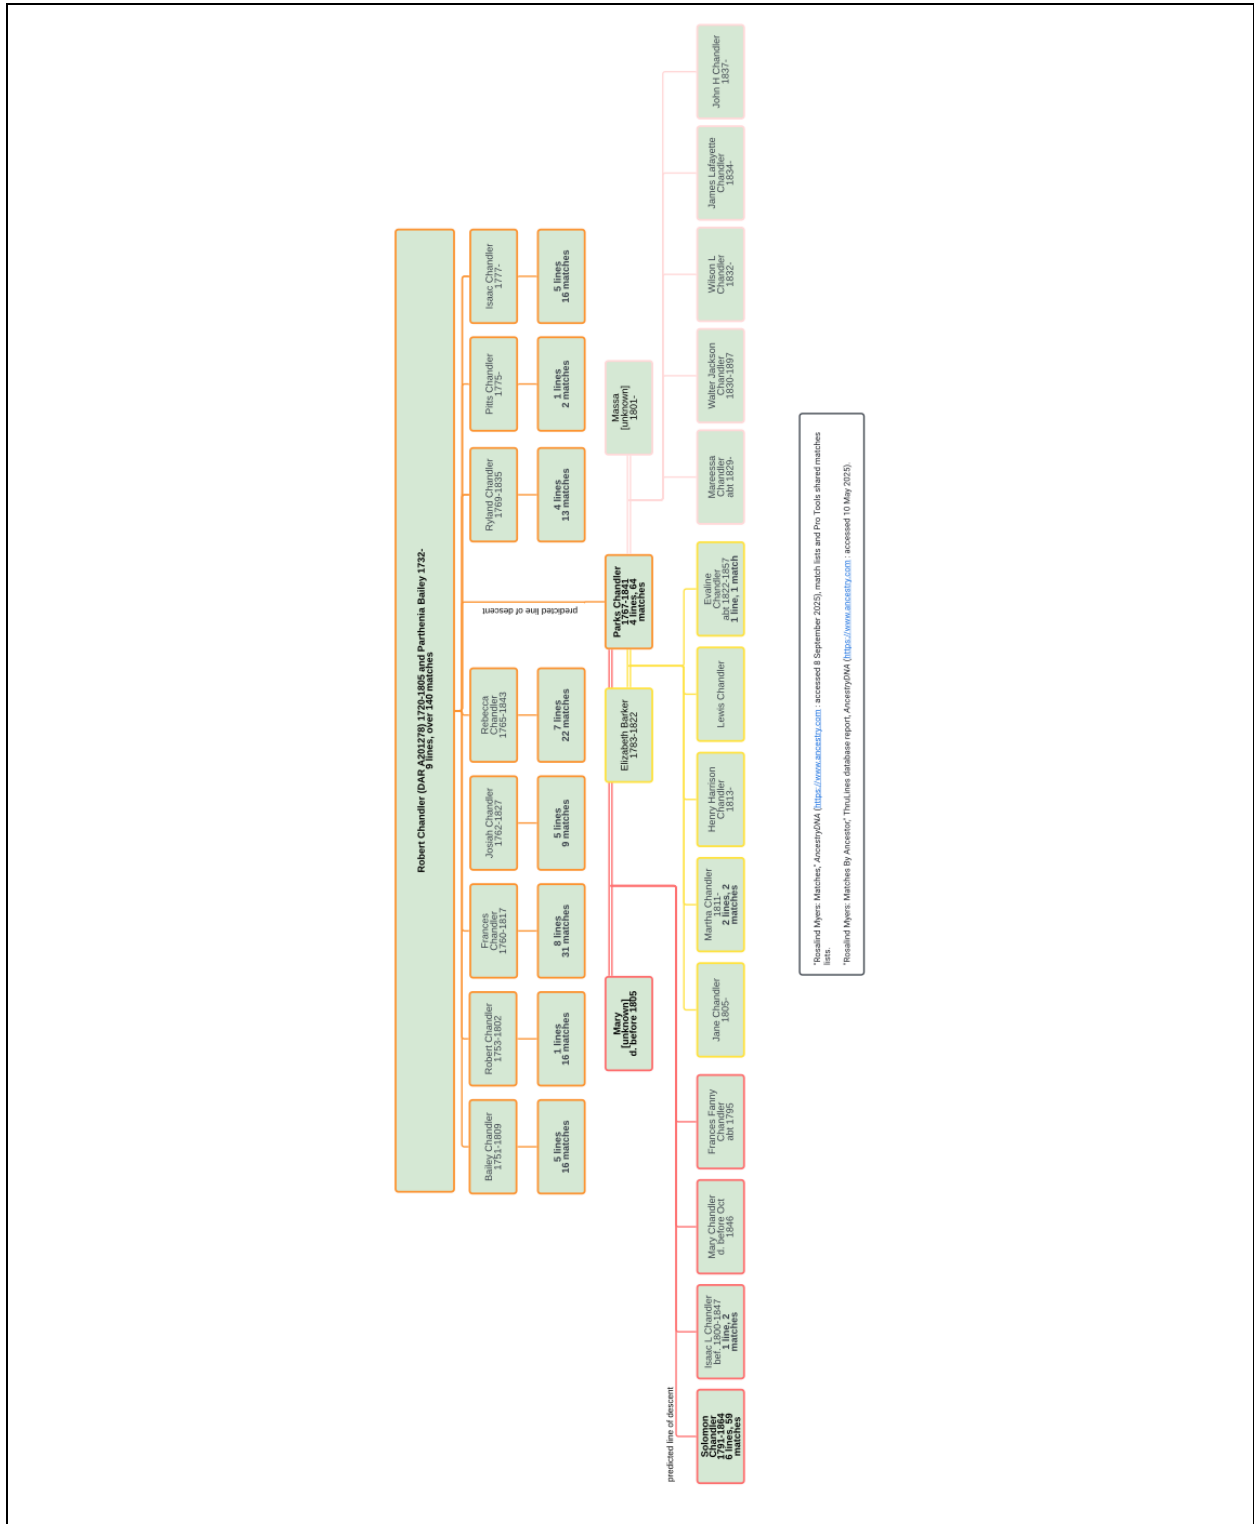 Robert Chandler (DAR A201278) 1720-1805 and Parthenia Bailey 1732-
9 lines, over 140 matches
Bailey Chandler
1751-1809
Robert Chandler
1753-1802
Frances
Chandler
1760-1817
Josiah Chandler
1762-1827
Rebecca
Chandler
1765-1843
Ryland Chandler
1769-1835
Pitts Chandler
1775-
Isaac Chandler
1777-
5 lines
16 matches
1 lines
16 matches
8 lines
31 matches
5 lines
9 matches
7 lines
22 matches
predicted line of descent
4 lines
13 matches
1 lines
2 matches
5 lines
16 matches
Mary
[unknown]
d. before 1805
Elizabeth Barker
1783-1822
Parks Chandler
1767-1841
4 lines, 64
matches
Massa
[unknown]
1801-
predicted line of descent
Solomon
Chandler
1791-1864
6 lines, 59
matches
Isaac L Chandler
bef. 1800-1847
1 line, 2
matches
Mary Chandler
d. before Oct
1846
Frances Fanny
Chandler
abt 1795
Jane Chandler
1805-
Martha Chandler
1811-
2 lines, 2
matches
Henry Harrison
Chandler
1813-
Lewis Chandler
Evaline
Chandler
abt 1822-1857
1 line, 1 match
Mareessa
Chandler
abt 1829-
Walter Jackson
Chandler
1830-1897
Wilson L
Chandler
1832-
James Lafayette
Chandler
1834-
John H Chandler
1837-
"Rosalind Myers: Matches," AncestryDNA (https://www.ancestry.com : accessed 8 September 2025), match lists and Pro Tools shared matches
lists.
"Rosalind Myers: Matches By Ancestor," ThruLines database report, AncestryDNA (https://www.ancestry.com : accessed 10 May 2025).